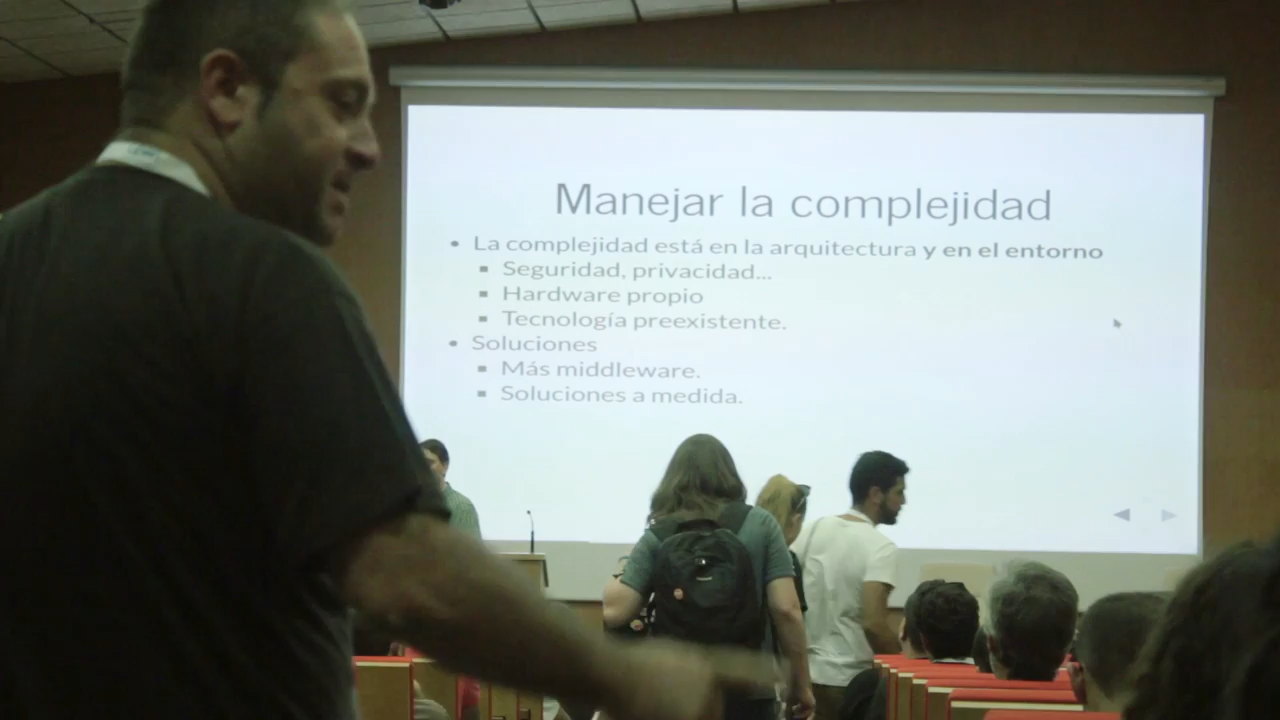 Manejar la complejidad
• La complejidad está en la arquitectura y en el entorno
▪ Seguridad, privacidad...
▪ Hardware propio
▪ Tecnología preexistente.
• Soluciones
▪ Más middleware.
▪ Soluciones a medida.